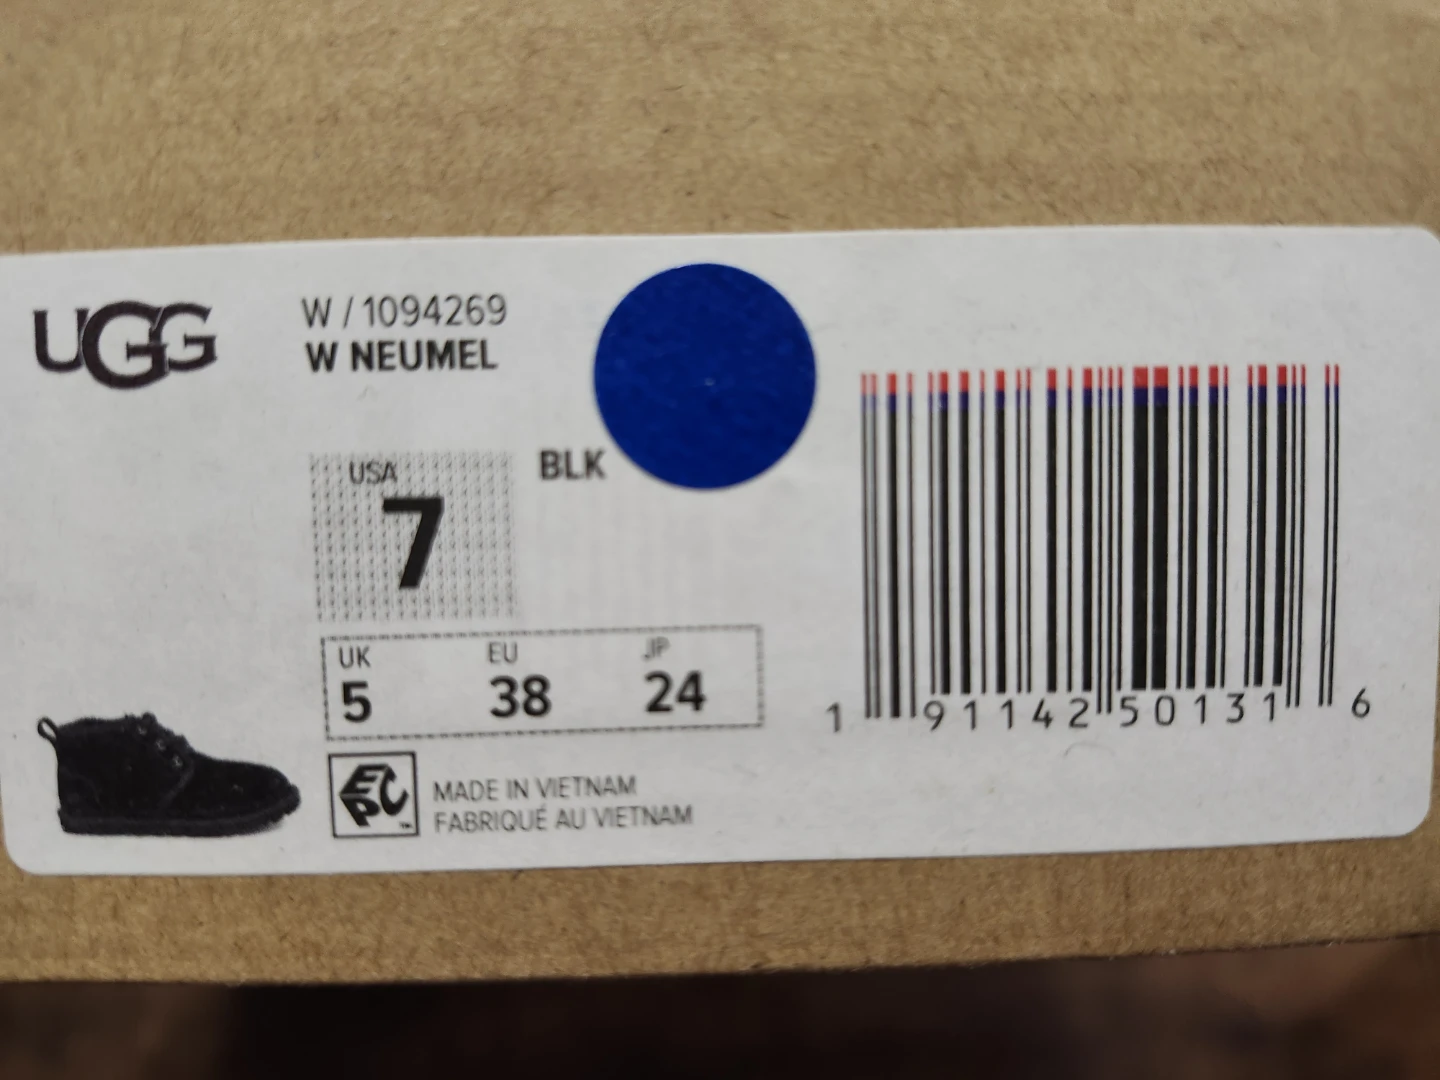 UGG
W / 1094269
W NEUMEL
BLK
USA
7
UK EU JP
5 38 24
EPC
™
MADE IN VIETNAM
FABRIQUÉ AU VIETNAM
1 91142 50131 6